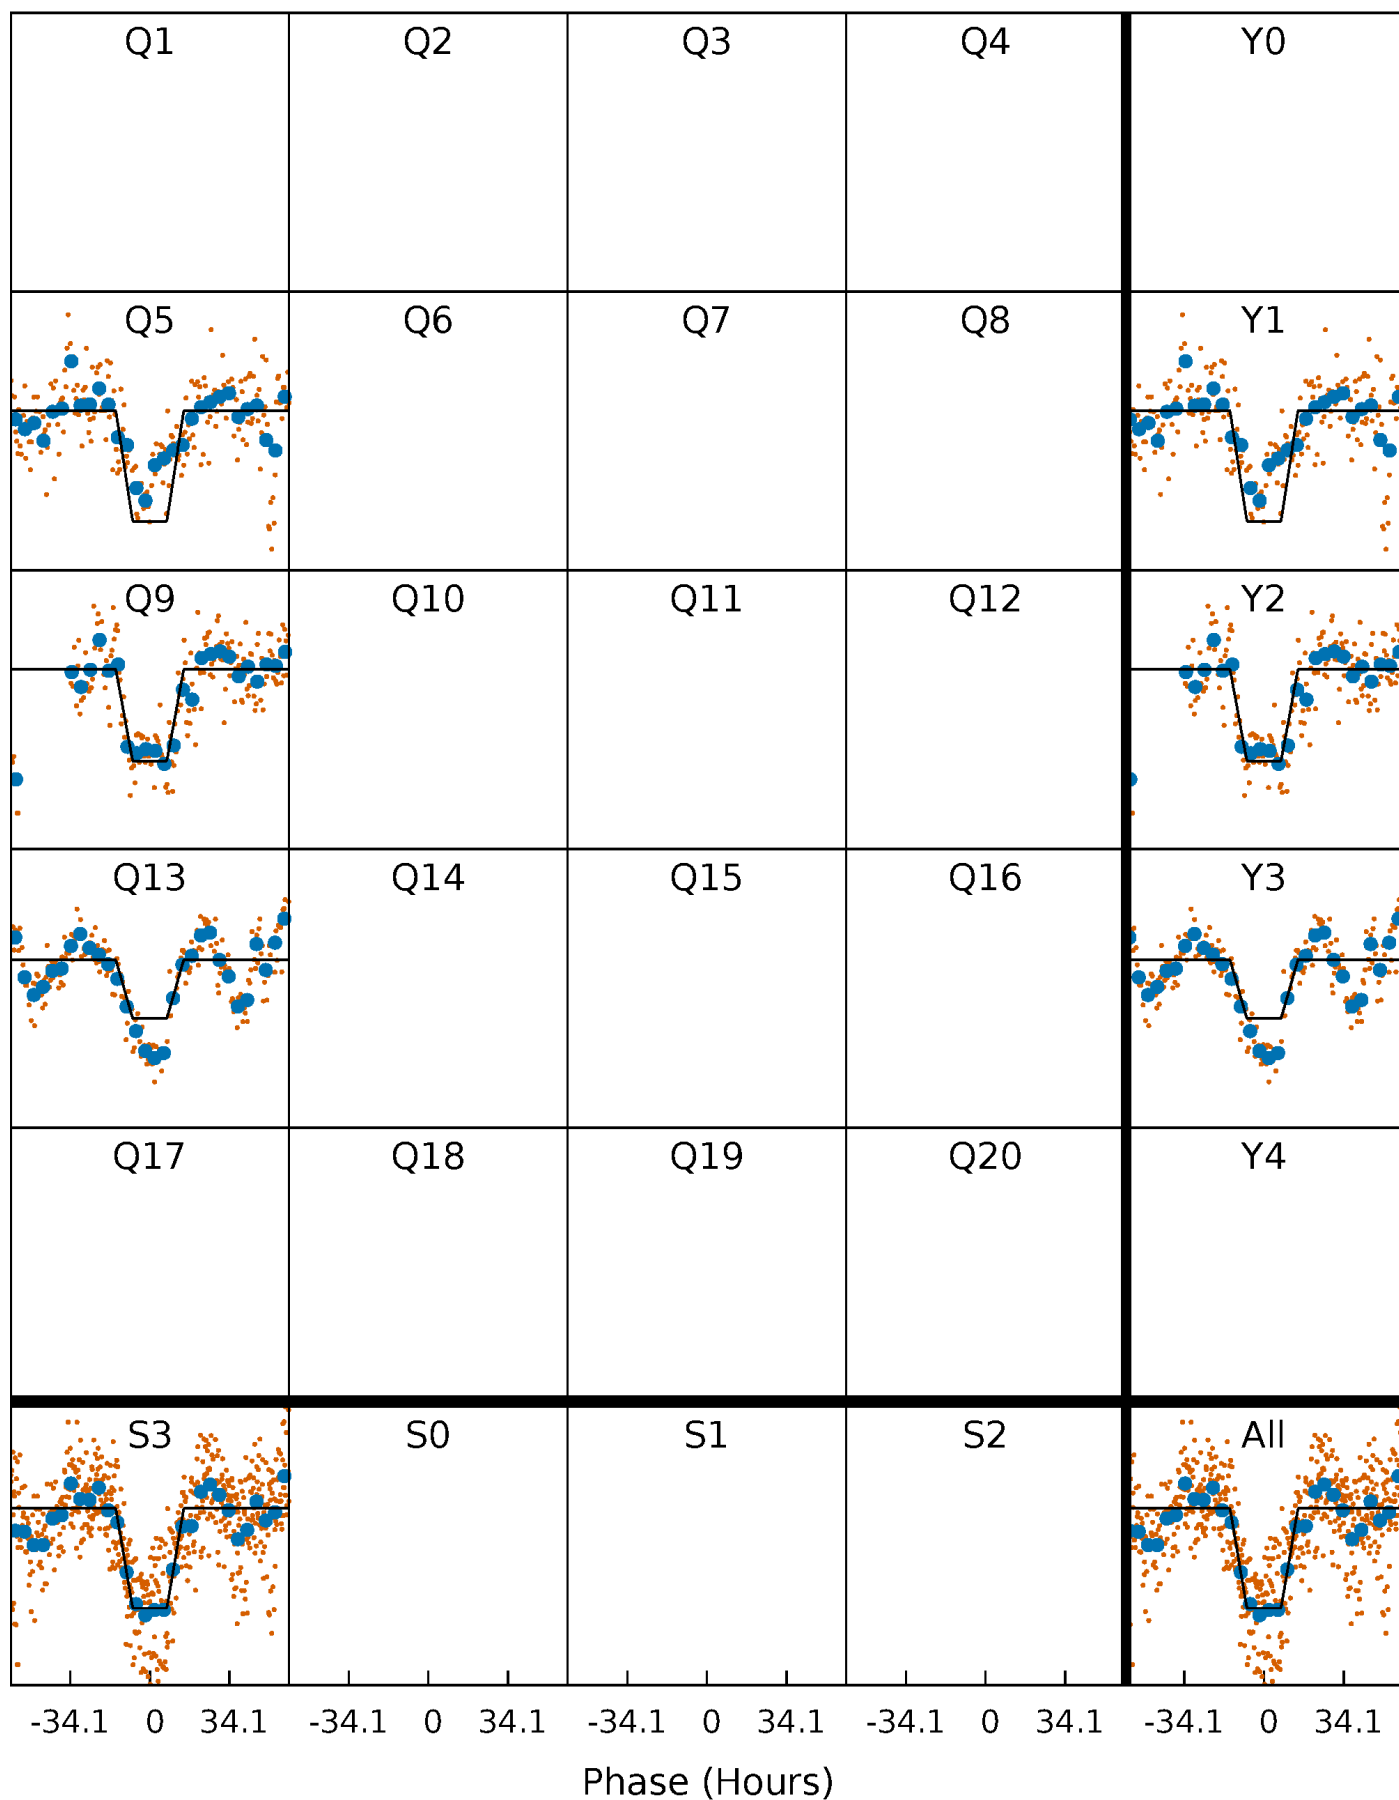 Q1 Q2 Q3 Q4 Y0
Q5 Q6 Q7 Q8 Y1
Q9 Q10 Q11 Q12 Y2
Q13 Q14 Q15 Q16 Y3
Q17 Q18 Q19 Q20 Y4
S3 S0 S1 S2 All
-34.1 0 34.1 -34.1 0 34.1 -34.1 0 34.1 -34.1 0 34.1 -34.1 0 34.1
Phase (Hours)